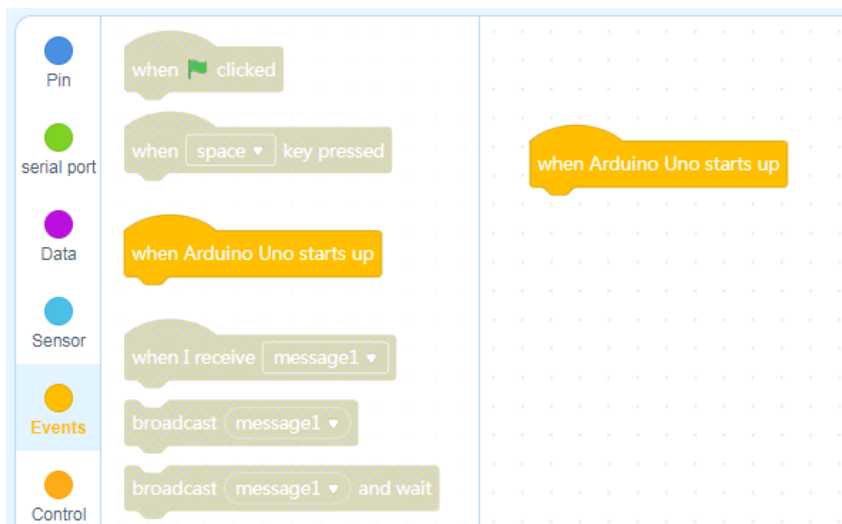 Pin
serial port
Data
Sensor
Events
Control
when clicked
when space key pressed
when Arduino Uno starts up
when I receive message1
broadcast message1
broadcast message1 and wait
when Arduino Uno starts up